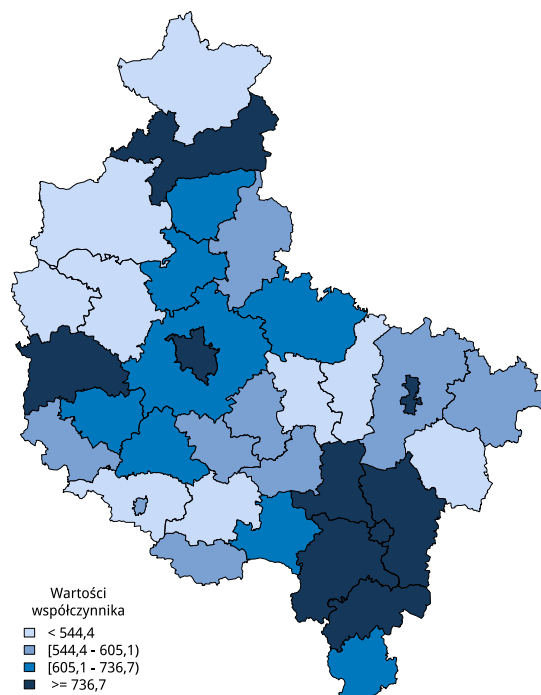 Wartości
współczynnika
< 544,4
[544,4 - 605,1)
[605,1 - 736,7)
>= 736,7